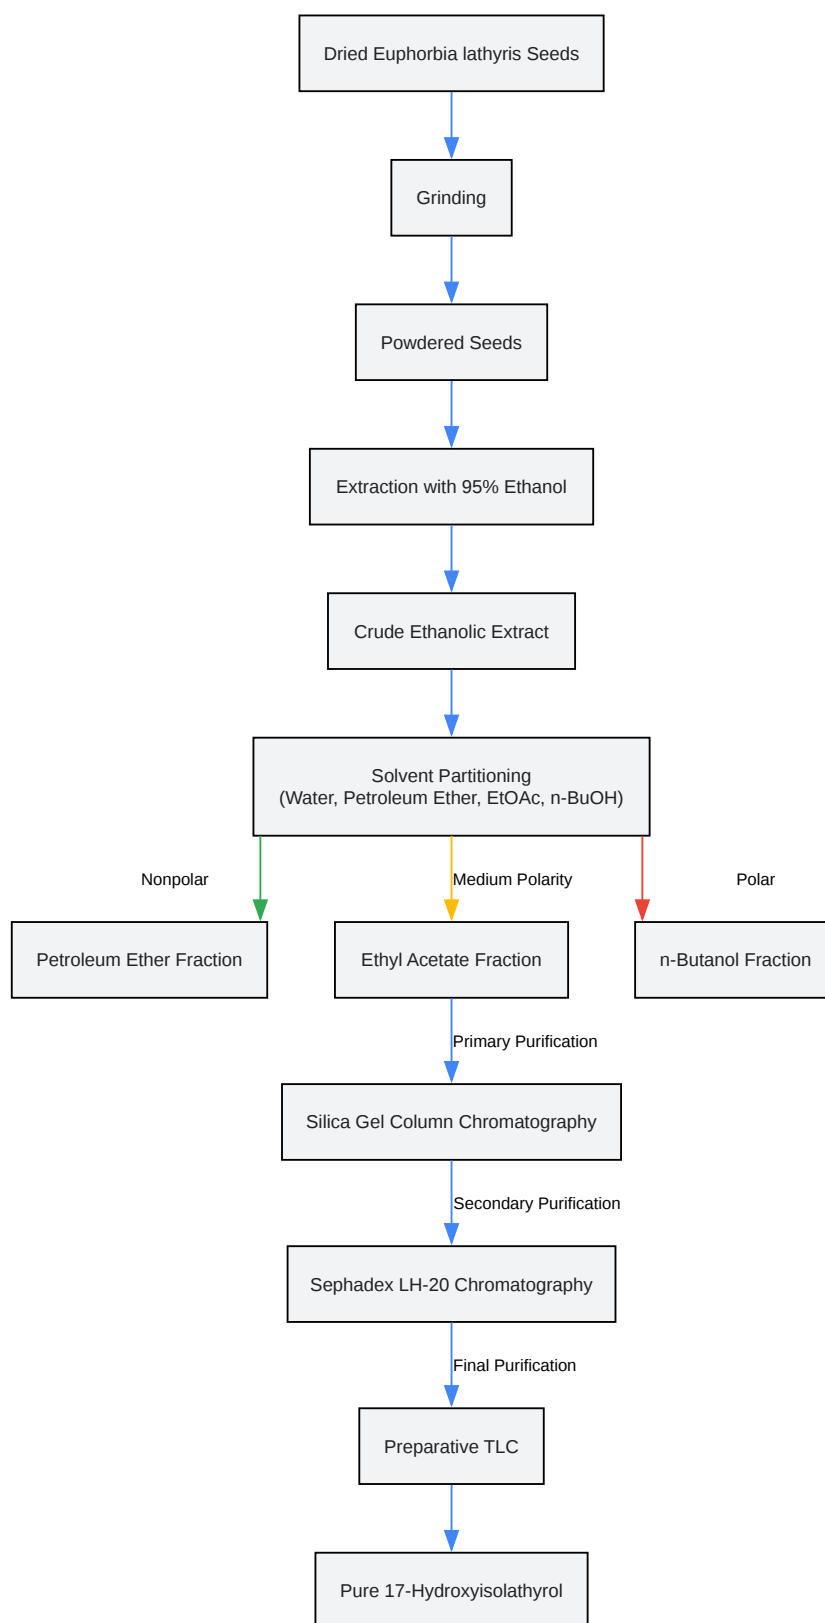 Dried Euphorbia lathyris Seeds
Grinding
Powdered Seeds
Extraction with 95% Ethanol
Crude Ethanolic Extract
Solvent Partitioning
(Water, Petroleum Ether, EtOAc, n-BuOH)
Nonpolar
Medium Polarity
Polar
Petroleum Ether Fraction
Ethyl Acetate Fraction
n-Butanol Fraction
Primary Purification
Silica Gel Column Chromatography
Secondary Purification
Sephadex LH-20 Chromatography
Final Purification
Preparative TLC
Pure 17-Hydroxyisolathyrol